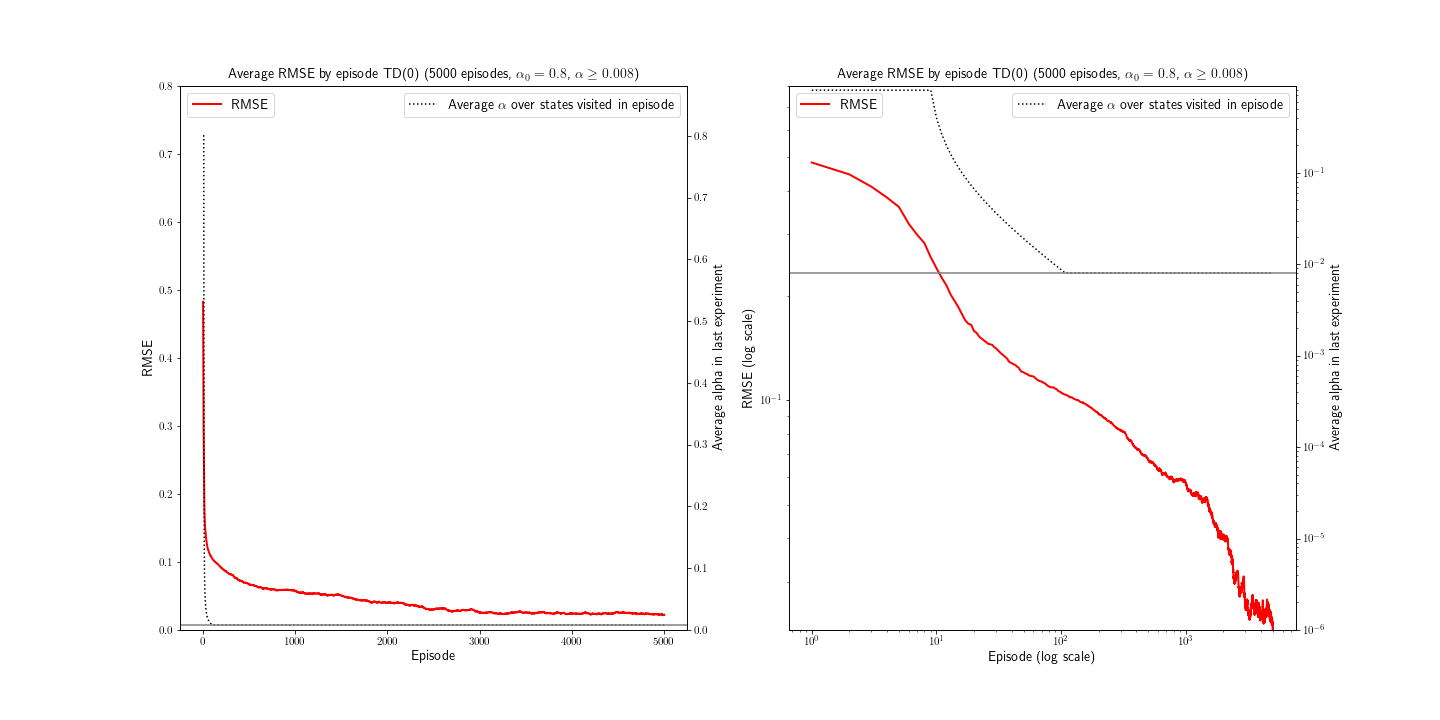 Average RMSE by episode TD(0) (5000 episodes, α₀ = 0.8, α ≥ 0.008)
RMSE
Average α over states visited in episode
0.8
0.7
0.6
0.5
0.4
0.3
0.2
0.1
0.0
RMSE
0.8
0.7
0.6
0.5
0.4
0.3
0.2
0.1
0.0
Average alpha in last experiment
0
1000
2000
3000
4000
5000
Episode
Average RMSE by episode TD(0) (5000 episodes, α₀ = 0.8, α ≥ 0.008)
RMSE
Average α over states visited in episode
10⁻¹
RMSE (log scale)
10⁻¹
10⁻²
10⁻³
10⁻⁴
10⁻⁵
10⁻⁶
Average alpha in last experiment
10⁰
10¹
10²
10³
Episode (log scale)